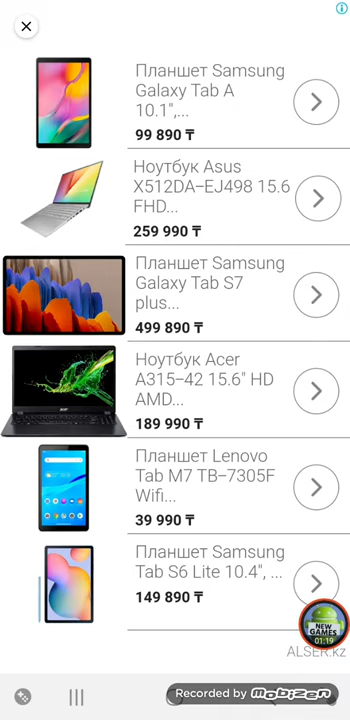 Планшет Samsung
Galaxy Tab A
10.1",...
99 890 ₸
Ноутбук Asus
X512DA-EJ498 15.6
FHD...
259 990 ₸
Планшет Samsung
Galaxy Tab S7
plus...
499 890 ₸
Ноутбук Acer
A315-42 15.6" HD
AMD...
189 990 ₸
Планшет Lenovo
Tab M7 TB-7305F
Wifi...
39 990 ₸
Планшет Samsung
Tab S6 Lite 10.4", ...
149 890 ₸
NEW
GAMES
01:19
ALSER.kz
Recorded by MOBIZEN